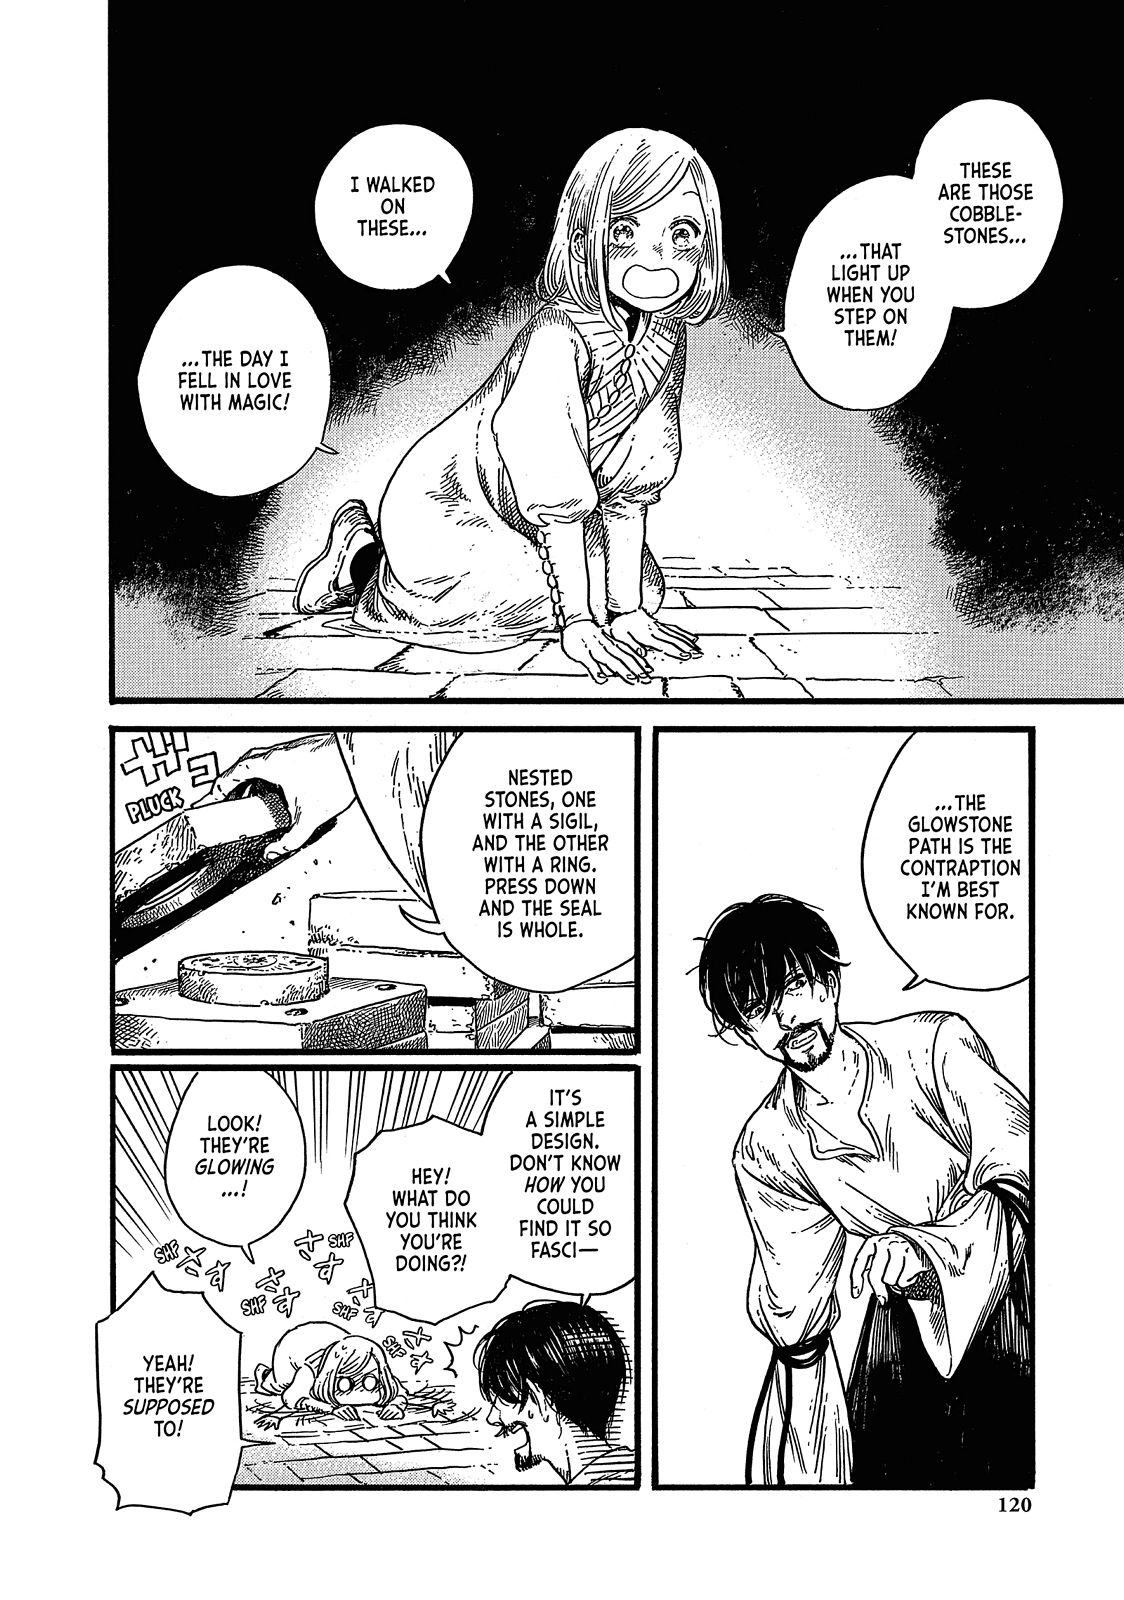 THESE
ARE THOSE
COBBLE-
STONES...
...THAT
LIGHT UP
WHEN YOU
STEP ON
THEM!
I WALKED
ON
THESE...
...THE DAY I
FELL IN LOVE
WITH MAGIC!
...THE
GLOWSTONE
PATH IS THE
CONTRAPTION
I'M BEST
KNOWN FOR.
NESTED
STONES, ONE
WITH A SIGIL,
AND THE OTHER
WITH A RING.
PRESS DOWN
AND THE SEAL
IS WHOLE.
ザョ
PLUCK
IT'S
A SIMPLE
DESIGN.
DON'T KNOW
HOW YOU
COULD
FIND IT SO
FASCI—
HEY!
WHAT DO
YOU THINK
YOU'RE
DOING?!
LOOK!
THEY'RE
GLOWING
...!
SHF
SHF
SHF
SHF
SHF
YEAH!
THEY'RE
SUPPOSED
TO!
120